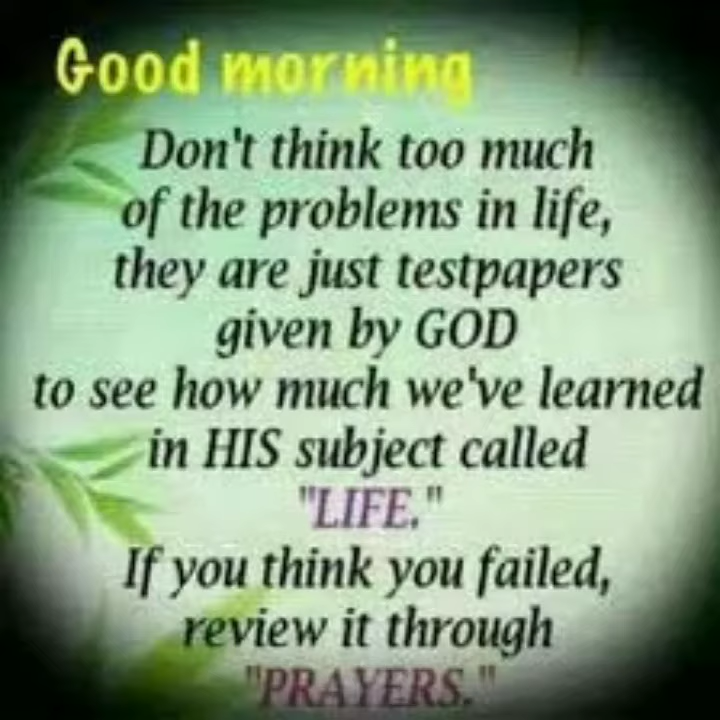 Good morning
Don't think too much
of the problems in life,
they are just testpapers
given by GOD
to see how much we've learned
in HIS subject called
"LIFE."
If you think you failed,
review it through
"PRAYERS."